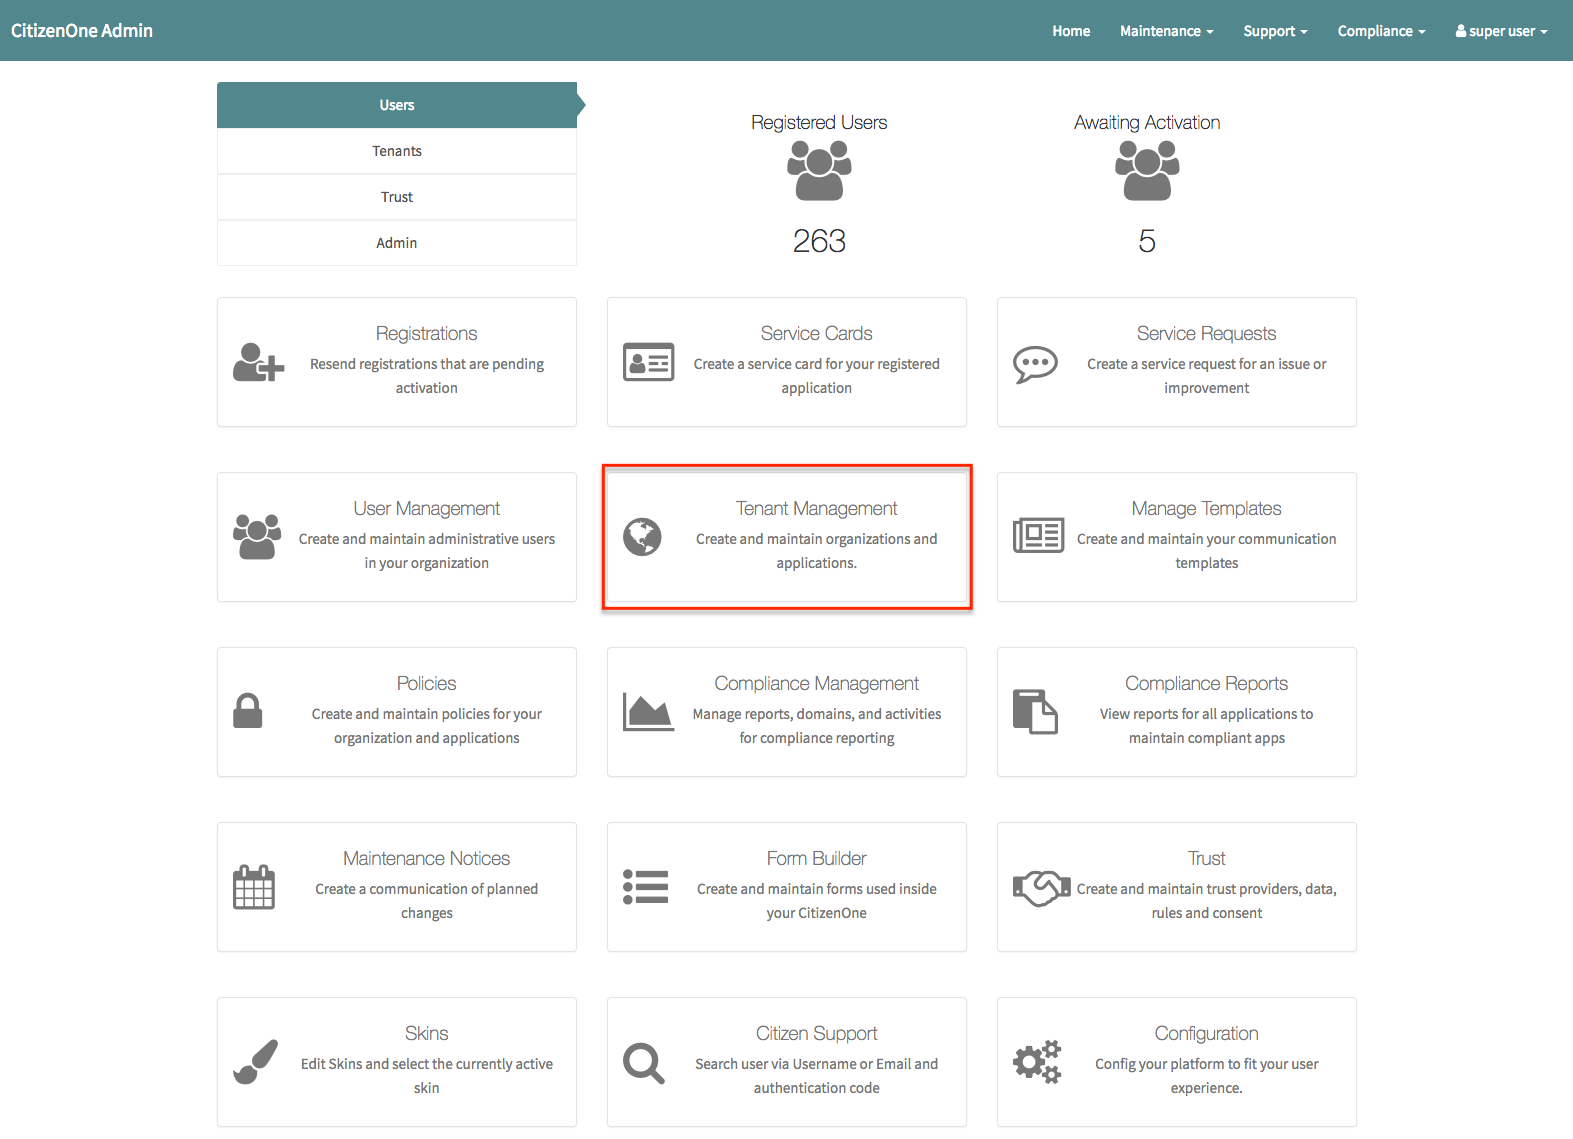 CitizenOne Admin
Home
Maintenance
Support
Compliance
super user
Users
Tenants
Trust
Admin
Registered Users
263
Awaiting Activation
5
Registrations
Resend registrations that are pending
activation
Service Cards
Create a service card for your registered
application
Service Requests
Create a service request for an issue or
improvement
User Management
Create and maintain administrative users
in your organization
Tenant Management
Create and maintain organizations and
applications.
Manage Templates
Create and maintain your communication
templates
Policies
Create and maintain policies for your
organization and applications
Compliance Management
Manage reports, domains, and activities
for compliance reporting
Compliance Reports
View reports for all applications to
maintain compliant apps
Maintenance Notices
Create a communication of planned
changes
Form Builder
Create and maintain forms used inside
your CitizenOne
Trust
Create and maintain trust providers, data,
rules and consent
Skins
Edit Skins and select the currently active
skin
Citizen Support
Search user via Username or Email and
authentication code
Configuration
Config your platform to fit your user
experience.